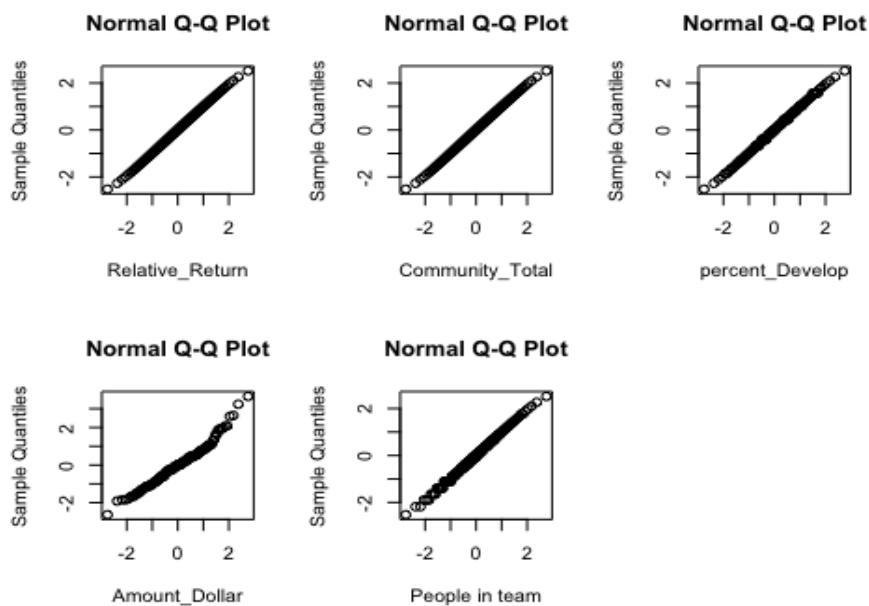 Normal Q-Q Plot
Normal Q-Q Plot
Normal Q-Q Plot
Sample Quantiles
2
0
-2
-2 0 2
Relative_Return
Sample Quantiles
2
0
-2
-2 0 2
Community_Total
Sample Quantiles
2
0
-2
-2 0 2
percent_Develop
Normal Q-Q Plot
Normal Q-Q Plot
Sample Quantiles
2
0
-2
-2 0 2
Amount_Dollar
Sample Quantiles
2
0
-2
-2 0 2
People in team